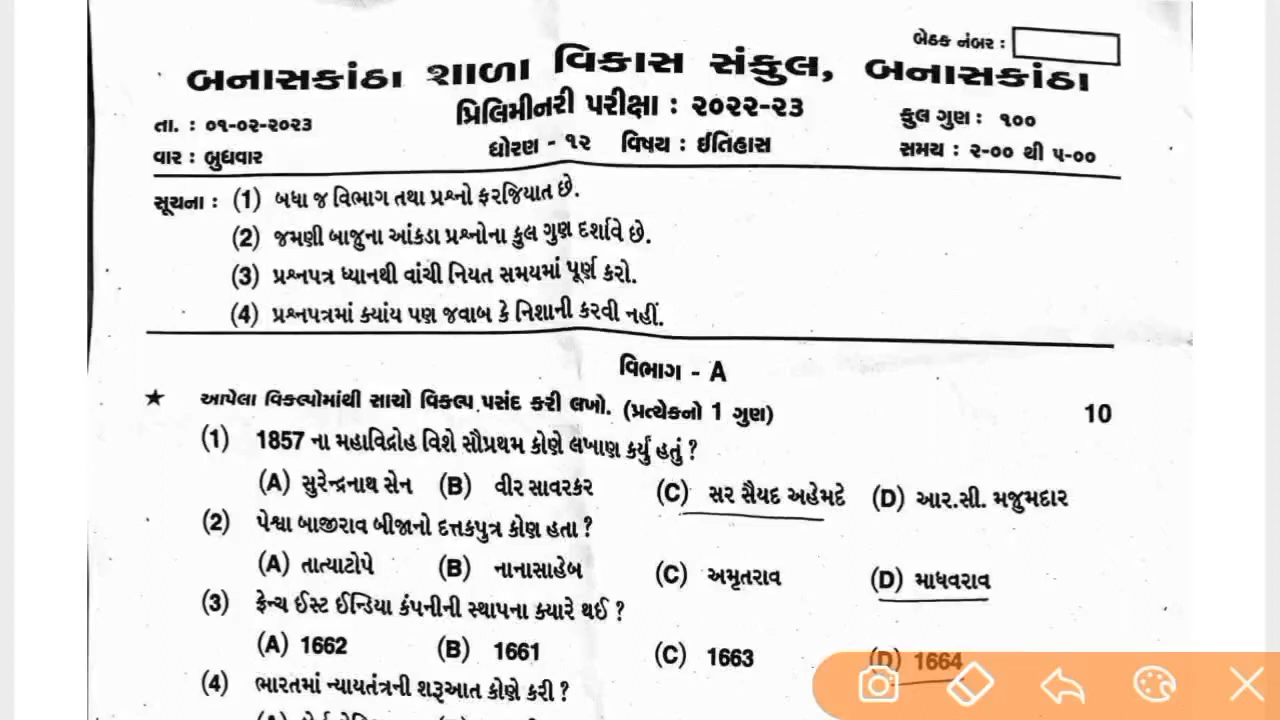 બેઠક નંબર :
બનાસકાંઠા શાળા વિકાસ સંકુલ, બનાસકાંઠા
પ્રિલિમીનરી પરીક્ષા : ૨૦૨૨-૨૩
તા. : ૦૧-૦૨-૨૦૨૩
કુલ ગુણ : ૧૦૦
ધોરણ - ૧૨ વિષય : ઈતિહાસ
વાર : બુધવાર
સમય : ૨-૦૦ થી ૫-૦૦
સૂચના : (1) બધા જ વિભાગ તથા પ્રશ્નો ફરજિયાત છે.
(2) જમણી બાજુના આંકડા પ્રશ્નોના કુલ ગુણ દર્શાવે છે.
(3) પ્રશ્નપત્ર ધ્યાનથી વાંચી નિયત સમયમાં પૂર્ણ કરો.
(4) પ્રશ્નપત્રમાં ક્યાંય પણ જવાબ કે નિશાની કરવી નહીં.
વિભાગ - A
★ આપેલા વિકલ્પોમાંથી સાચો વિકલ્પ પસંદ કરી લખો. (પ્રત્યેકનો 1 ગુણ) 10
(1) 1857 ના મહાવિદ્રોહ વિશે સૌપ્રથમ કોણે લખાણ કર્યું હતું ?
(A) સુરેન્દ્રનાથ સેન (B) વીર સાવરકર (C) સર સૈયદ અહેમદે (D) આર.સી. મજુમદાર
(2) પેશ્વા બાજીરાવ બીજાનો દત્તકપુત્ર કોણ હતા ?
(A) તાત્યાટોપે (B) નાનાસાહેબ (C) અમૃતરાવ (D) માધવરાવ
(3) ફ્રેન્ચ ઈસ્ટ ઈન્ડિયા કંપનીની સ્થાપના ક્યારે થઈ ?
(A) 1662 (B) 1661 (C) 1663 (D) 1664
(4) ભારતમાં ન્યાયતંત્રની શરૂઆત કોણે કરી ?